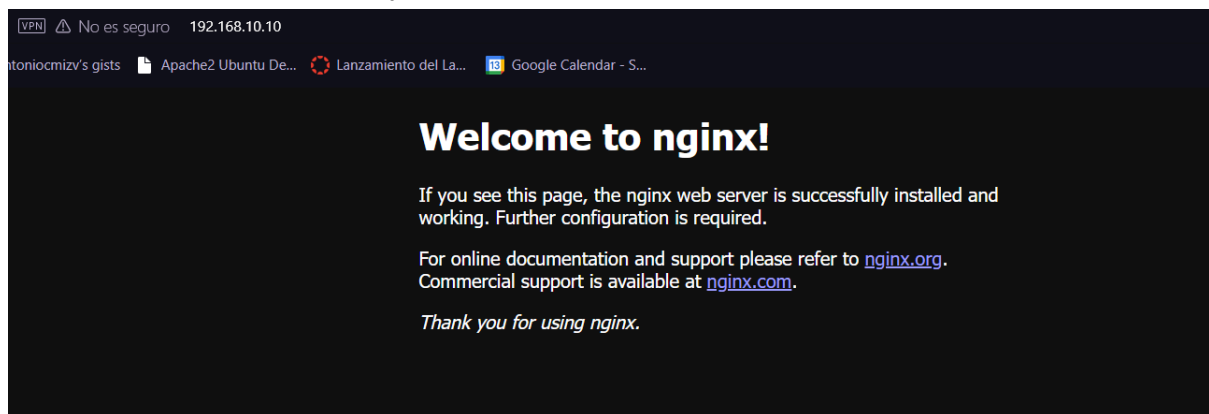 VPN No es seguro 192.168.10.10
toniocmizv's gists Apache2 Ubuntu De... Lanzamiento del La... 13 Google Calendar - S...
Welcome to nginx!
If you see this page, the nginx web server is successfully installed and
working. Further configuration is required.
For online documentation and support please refer to nginx.org.
Commercial support is available at nginx.com.
Thank you for using nginx.